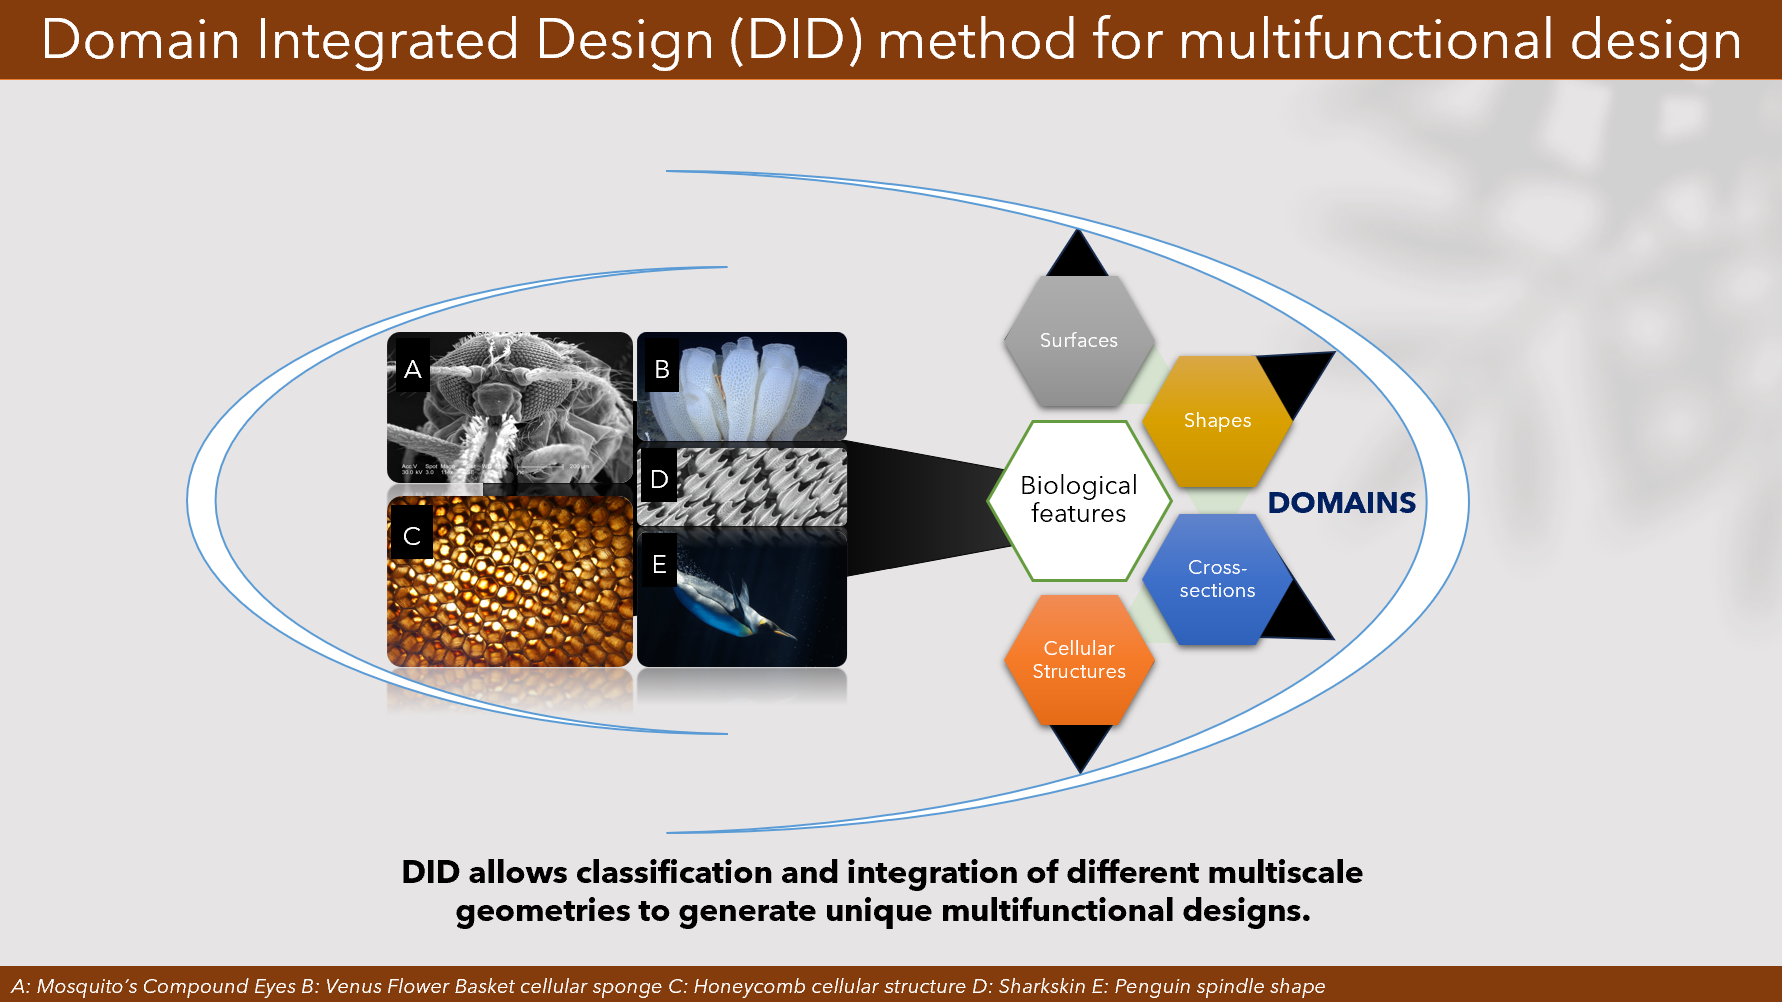 Domain Integrated Design (DID) method for multifunctional design
A
B
C
D
E
Surfaces
Shapes
Biological
features
DOMAINS
Cross-
sections
Cellular
Structures
DID allows classification and integration of different multiscale
geometries to generate unique multifunctional designs.
A: Mosquito’s Compound Eyes B: Venus Flower Basket cellular sponge C: Honeycomb cellular structure D: Sharkskin E: Penguin spindle shape